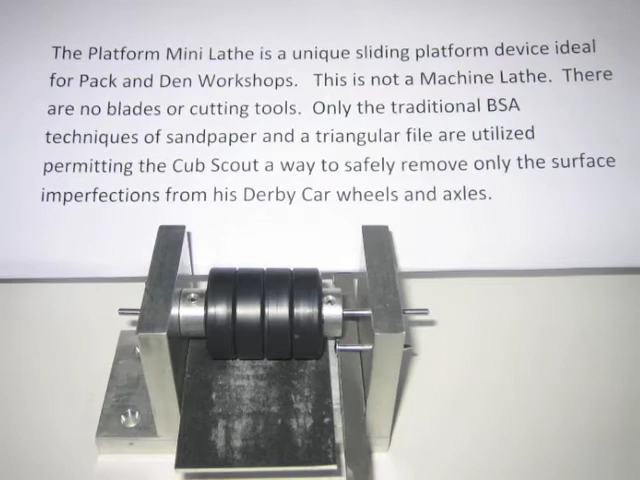 The Platform Mini Lathe is a unique sliding platform device ideal
for Pack and Den Workshops. This is not a Machine Lathe. There
are no blades or cutting tools. Only the traditional BSA
techniques of sandpaper and a triangular file are utilized
permitting the Cub Scout a way to safely remove only the surface
imperfections from his Derby Car wheels and axles.